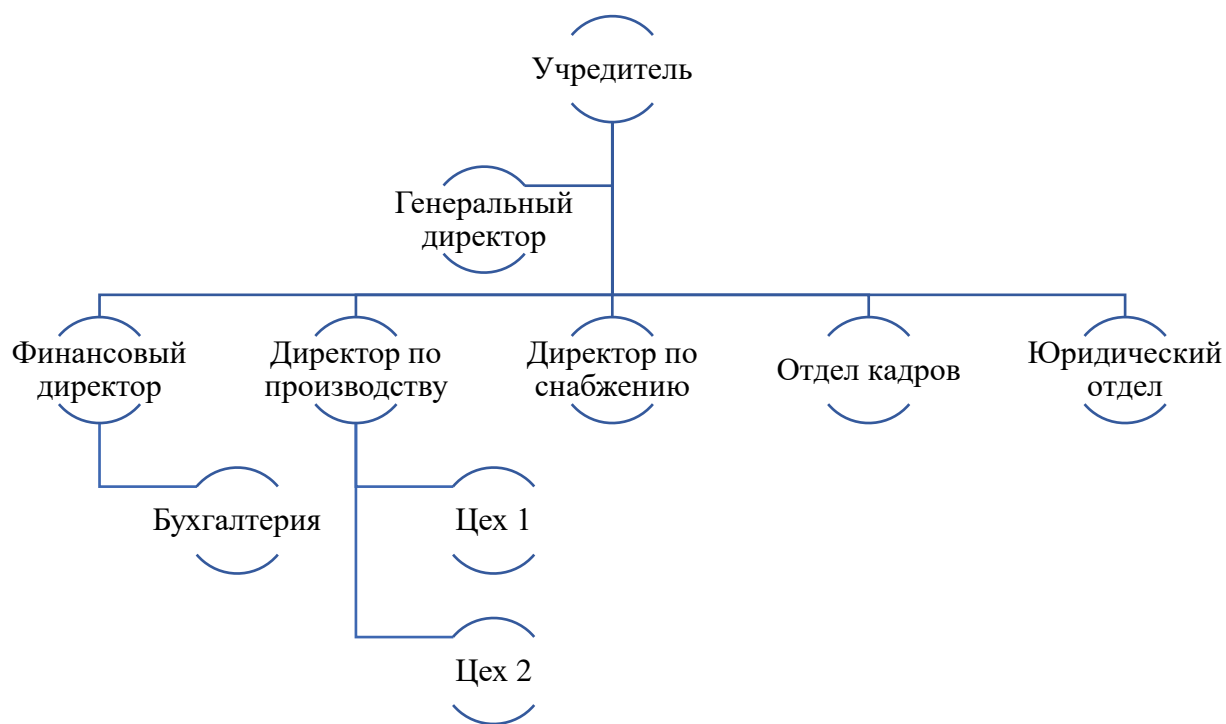 Учредитель
Генеральный
директор
Финансовый
директор
Директор по
производству
Директор по
снабжению
Отдел кадров
Юридический
отдел
Бухгалтерия
Цех 1
Цех 2